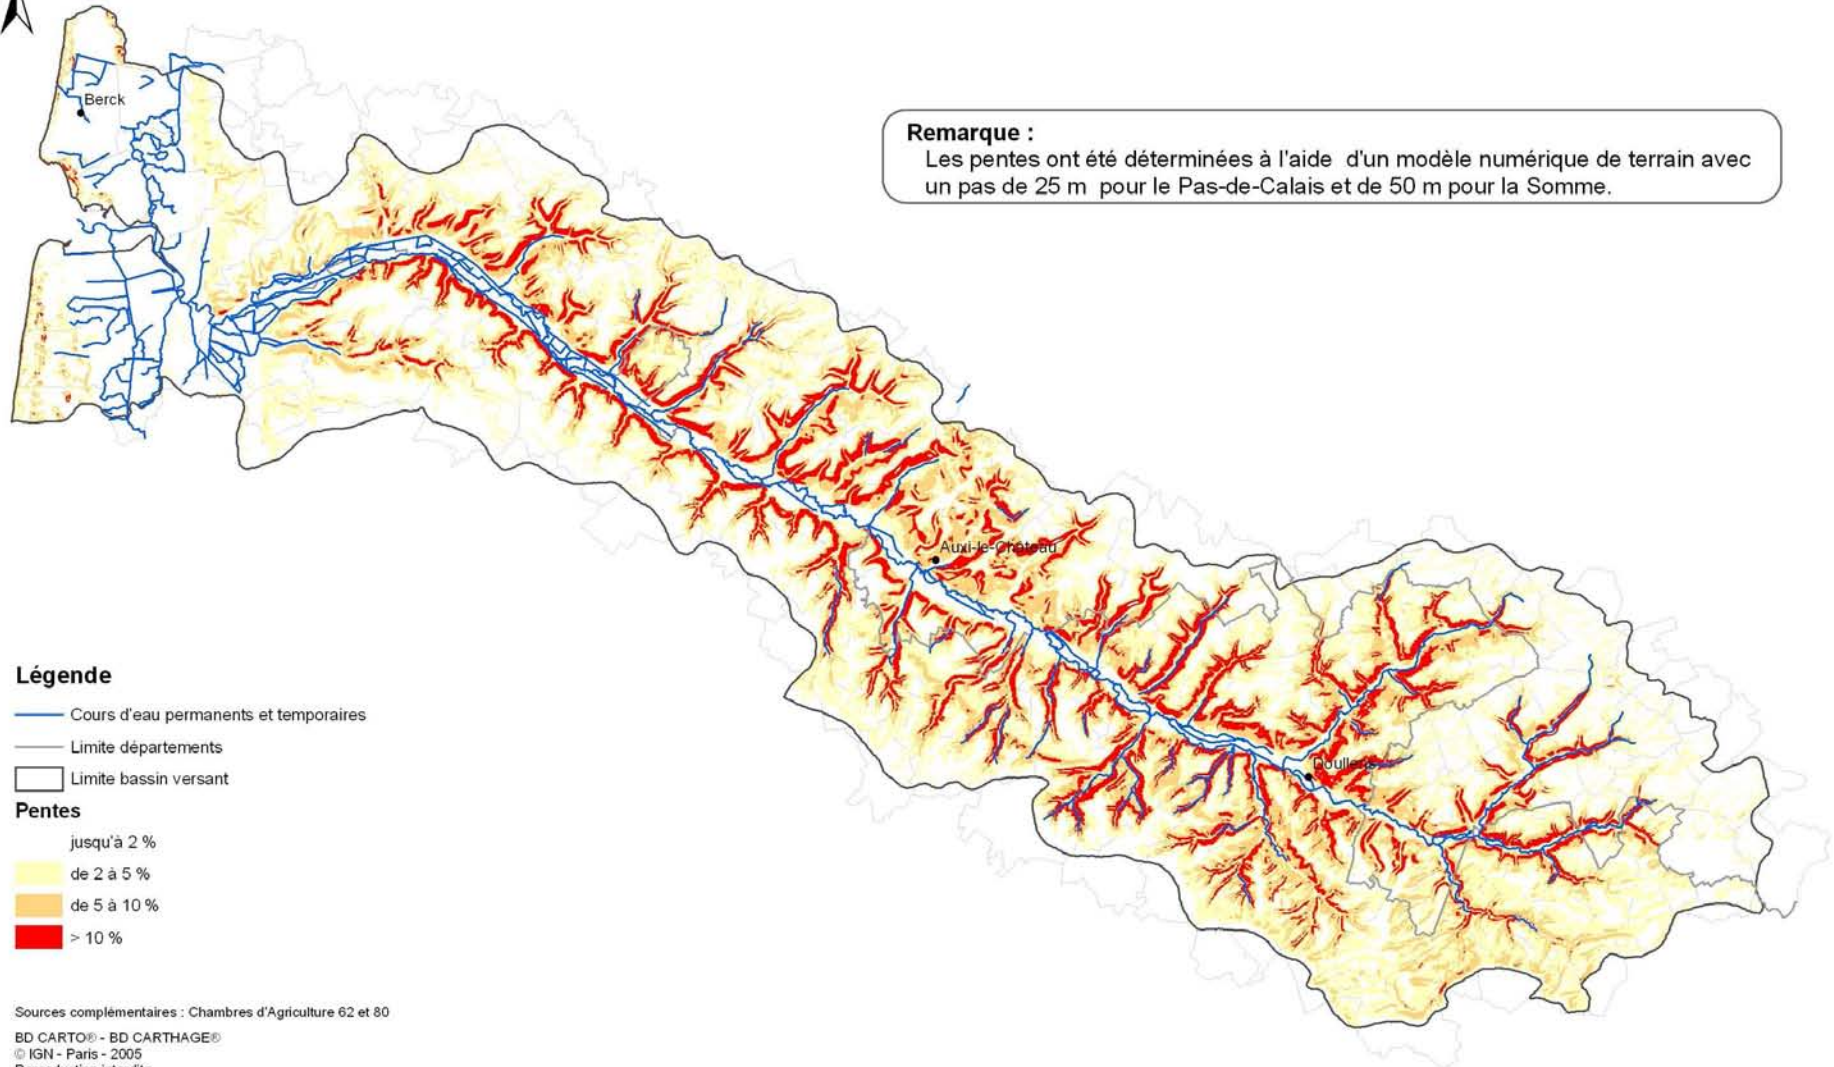 Berck
Remarque :
Les pentes ont été déterminées à l'aide d'un modèle numérique de terrain avec
un pas de 25 m pour le Pas-de-Calais et de 50 m pour la Somme.
Auxi-le-Château
Doullens
Légende
Cours d'eau permanents et temporaires
Limite départements
Limite bassin versant
Pentes
jusqu'à 2 %
de 2 à 5 %
de 5 à 10 %
> 10 %
Sources complémentaires : Chambres d'Agriculture 62 et 80
BD CARTO® - BD CARTHAGE®
© IGN - Paris - 2005